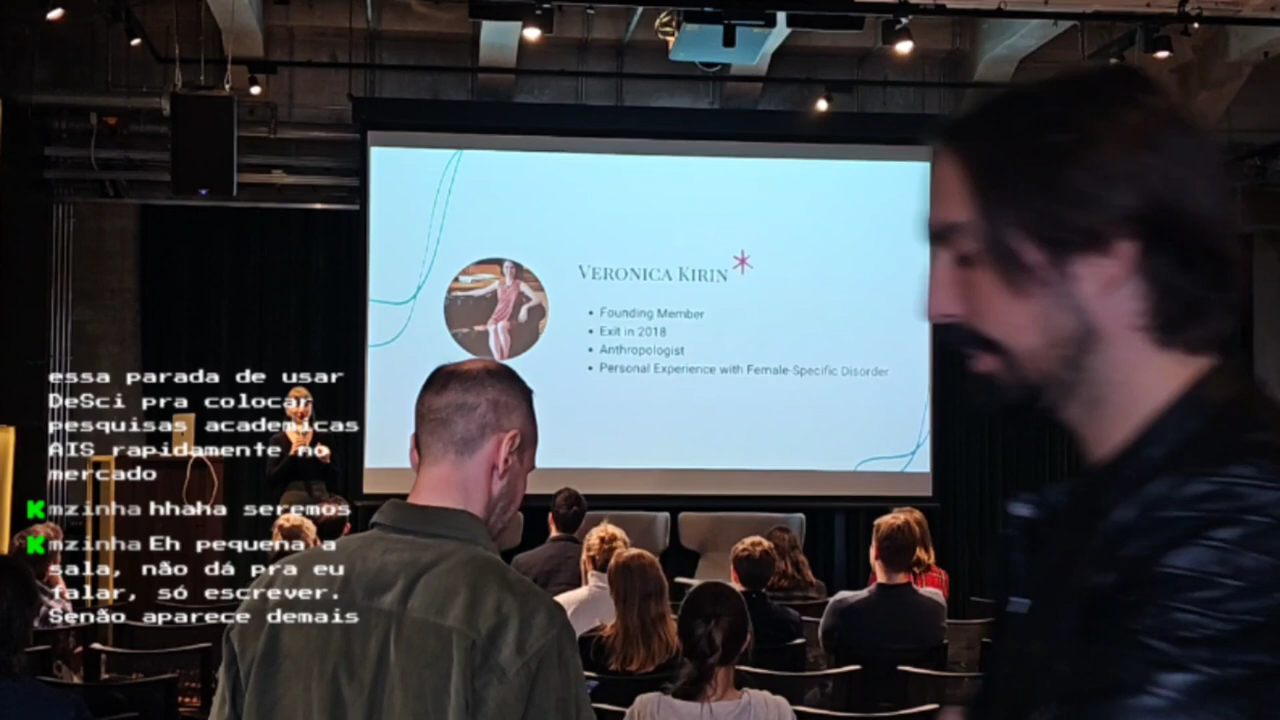 VERONICA KIRIN*
• Founding Member
• Exit in 2018
• Anthropologist
• Personal Experience with Female-Specific Disorder
essa parada de usar
DeSci pra colocar
pesquisas academicas
AIS rapidamente no
mercado
Kmzinha hhaha seremos
Kmzinha Eh pequena a
sala, não dá pra eu
falar, só escrever.
Senão aparece demais